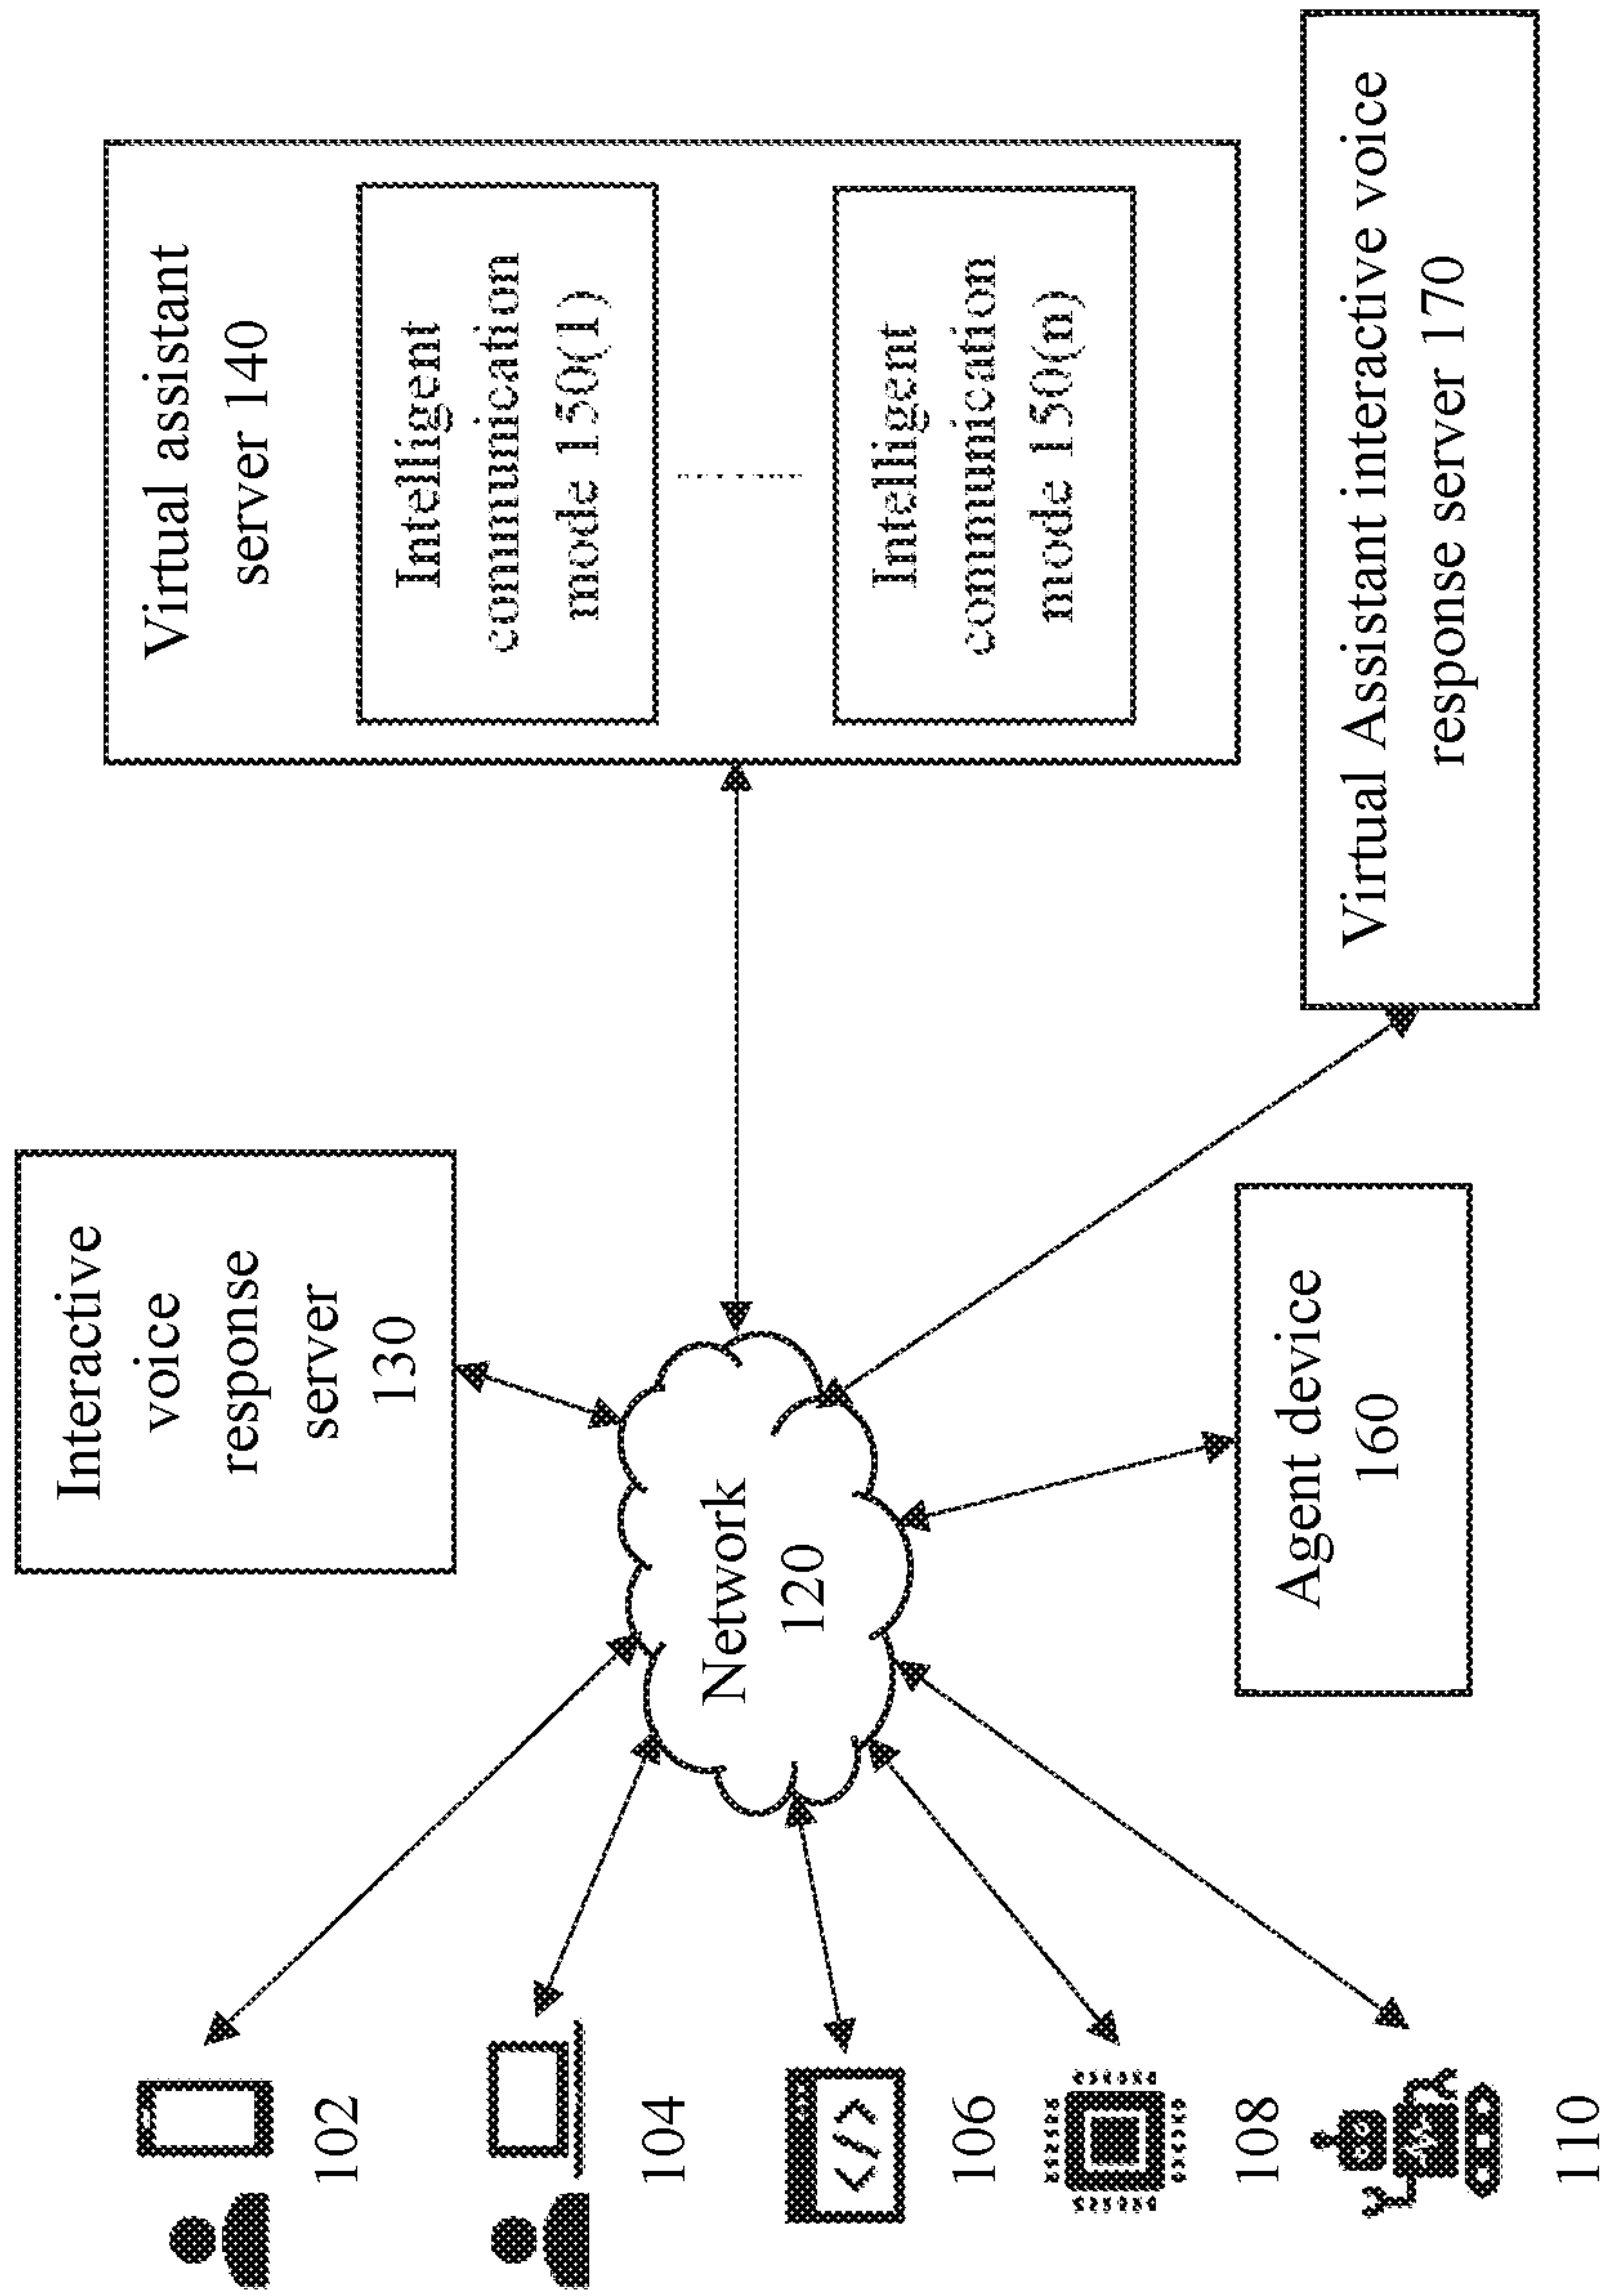 Interactive
voice
response
server
130
Virtual assistant
server 140
Intelligent
communication
mode 150(1)
Intelligent
communication
mode 150(n)
Network
120
102
104
</>
106
108
110
Agent device
160
Virtual Assistant interactive voice
response server 170